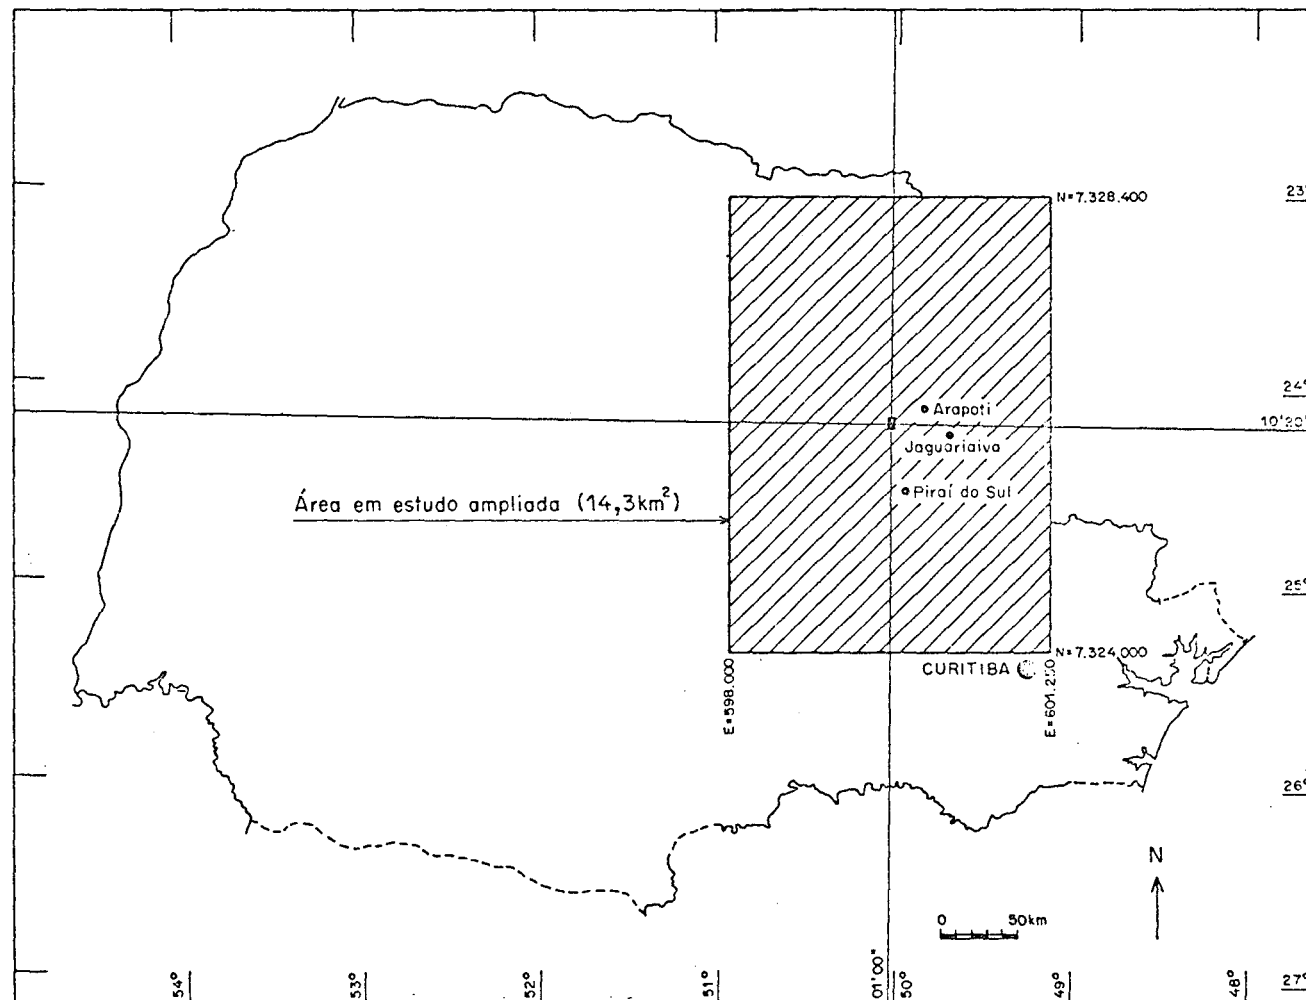 N=7.328.400
23°
24°
Arapoti
10'20"
Jaguariaiva
Piraí do Sul
Área em estudo ampliada (14,3km²)
25°
N=7.324.000
CURITIBA
E=598.000
E=601.250
26°
N
0 50km
54°
53°
52°
51°
01'00"
50°
49°
48°
27°